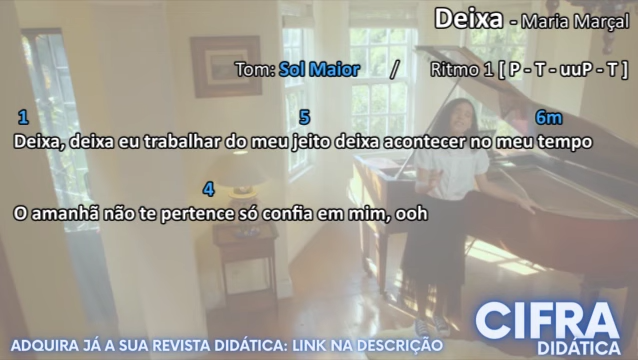 Deixa - Maria Marçal
Tom: Sol Maior / Ritmo 1 [ P - T - uuP - T ]
1 5 6m
Deixa, deixa eu trabalhar do meu jeito deixa acontecer no meu tempo
4
O amanhã não te pertence só confia em mim, ooh
CIFRA
DIDÁTICA
ADQUIRA JÁ A SUA REVISTA DIDÁTICA: LINK NA DESCRIÇÃO